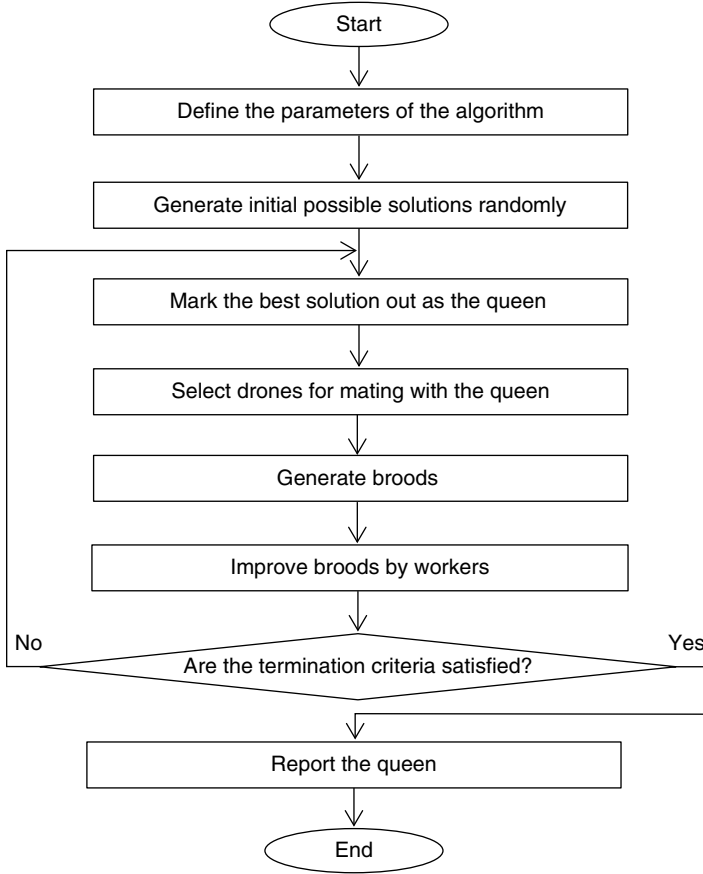 Start
Define the parameters of the algorithm
Generate initial possible solutions randomly
Mark the best solution out as the queen
Select drones for mating with the queen
Generate broods
Improve broods by workers
No
Are the termination criteria satisfied?
Yes
Report the queen
End